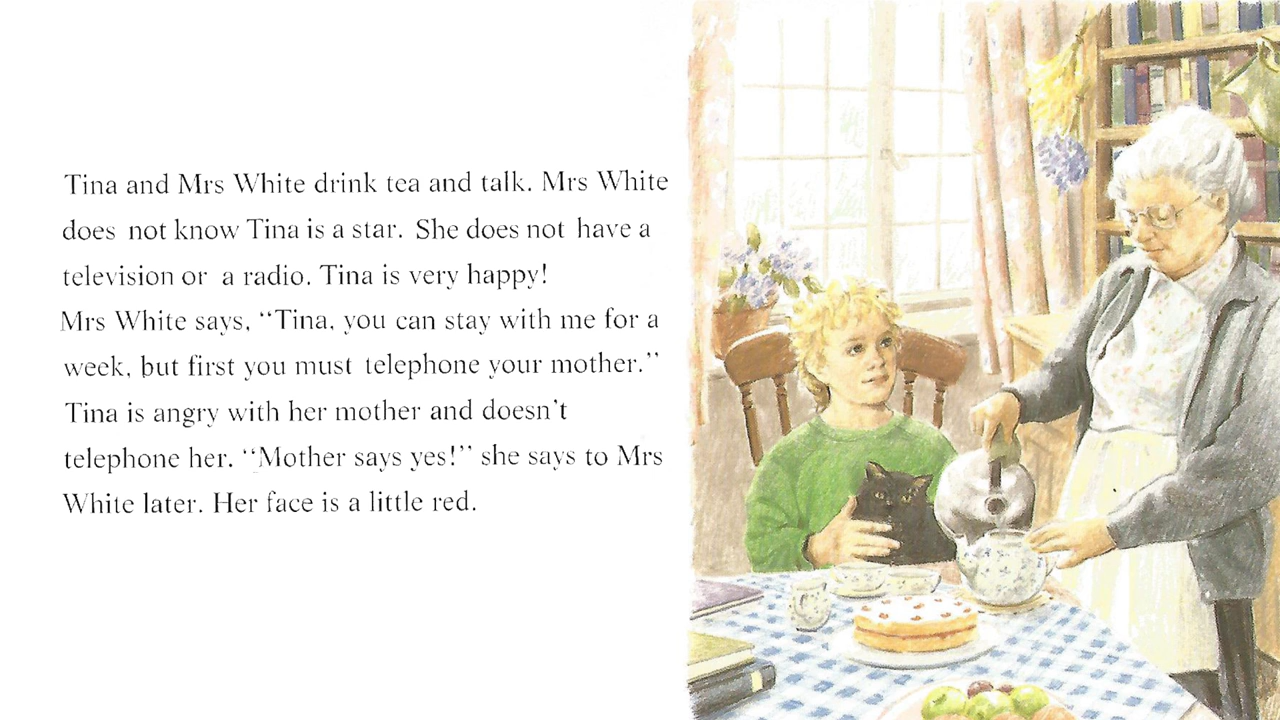 Tina and Mrs White drink tea and talk. Mrs White
does not know Tina is a star. She does not have a
television or a radio. Tina is very happy!
Mrs White says, “Tina, you can stay with me for a
week, but first you must telephone your mother.”
Tina is angry with her mother and doesn't
telephone her. “Mother says yes!” she says to Mrs
White later. Her face is a little red.